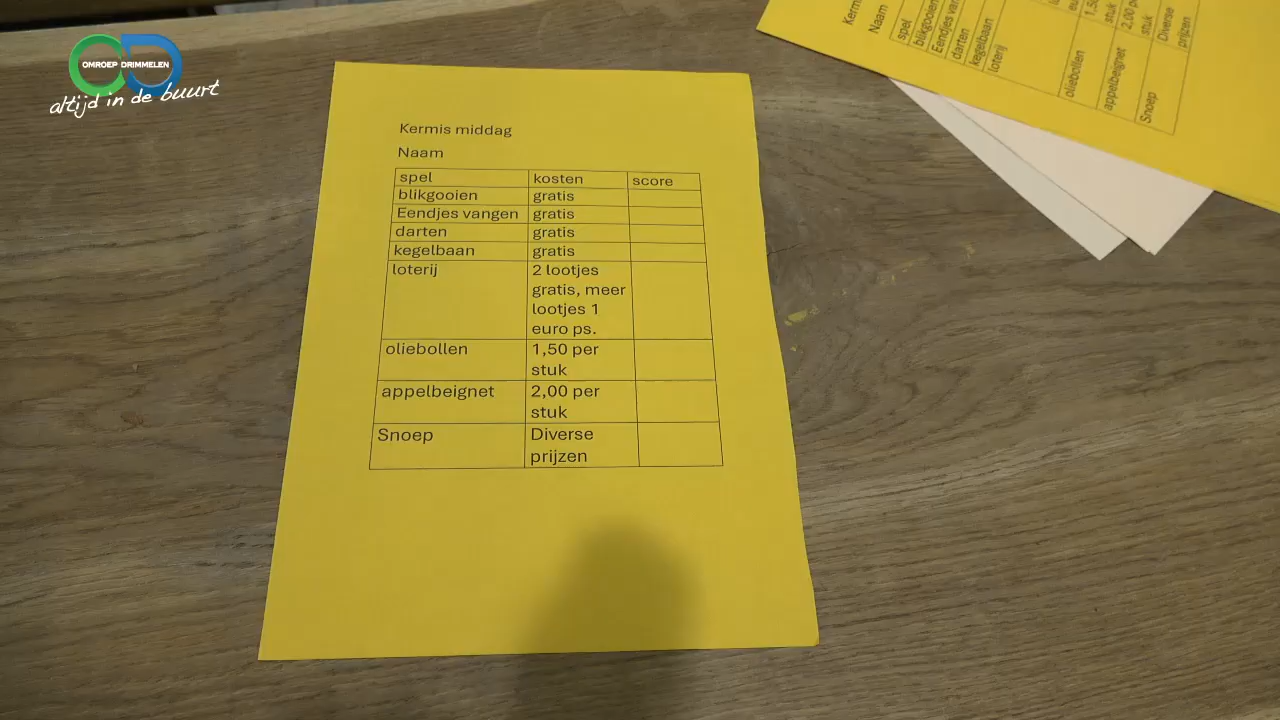 OMROEP DRIMMELEN
altijd in de buurt
Kermis middag
Naam
spel kosten score
blikgooien gratis
Eendjes vangen gratis
darten gratis
kegelbaan gratis
loterij 2 lootjes
gratis, meer
lootjes 1
euro ps.
oliebollen 1,50 per
stuk
appelbeignet 2,00 per
stuk
Snoep Diverse
prijzen
Naam
spel
blikgooien
darten
kegelbaan
loterij
oliebollen
stuk
appelbeignet 2,00
stuk
Snoep Diverse
prijzen